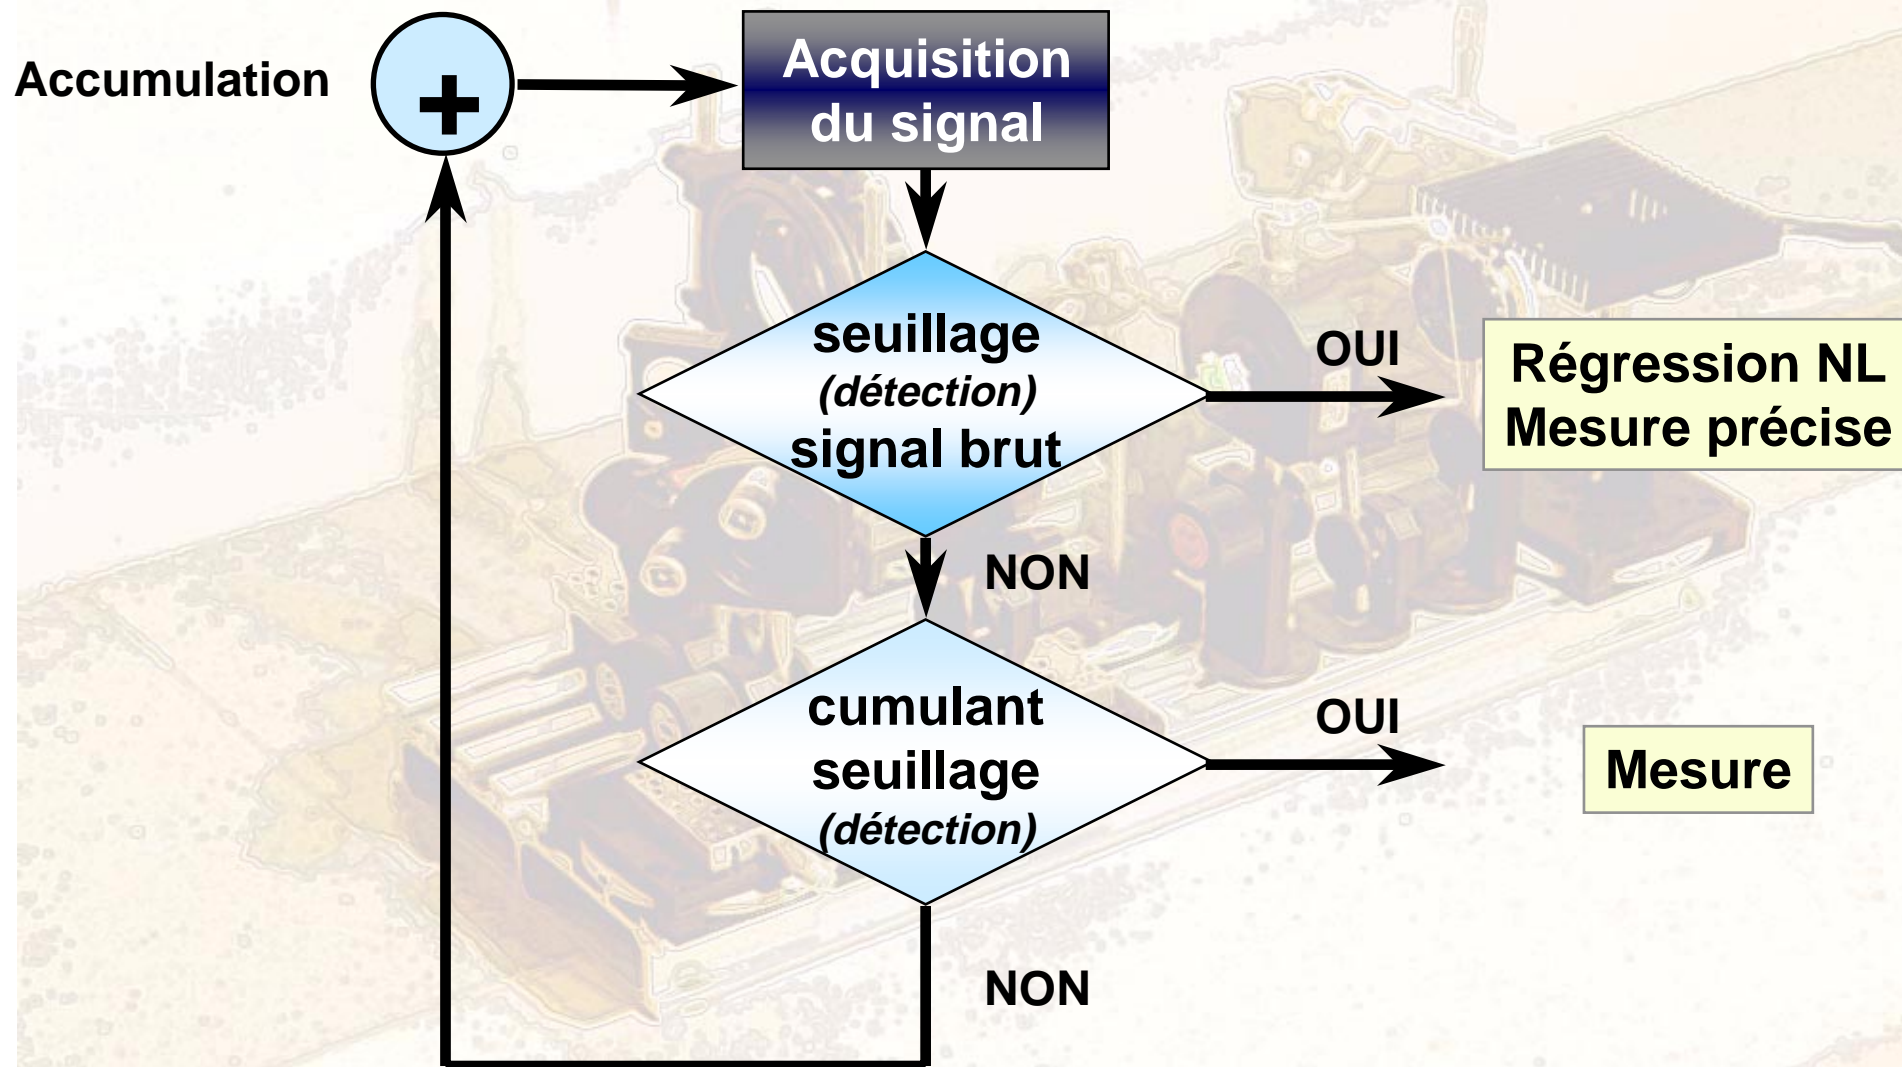 Accumulation
+
Acquisition
du signal
seuillage
(détection)
signal brut
OUI
Régression NL
Mesure précise
NON
cumulant
seuillage
(détection)
OUI
Mesure
NON